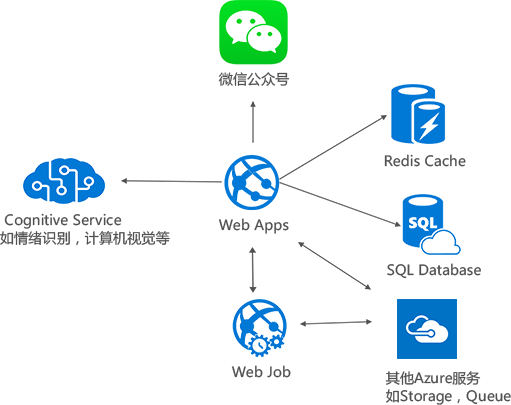 微信公众号
Redis Cache
Cognitive Service
如情绪识别，计算机视觉等
Web Apps
SQL
SQL Database
Web Job
其他Azure服务
如Storage，Queue